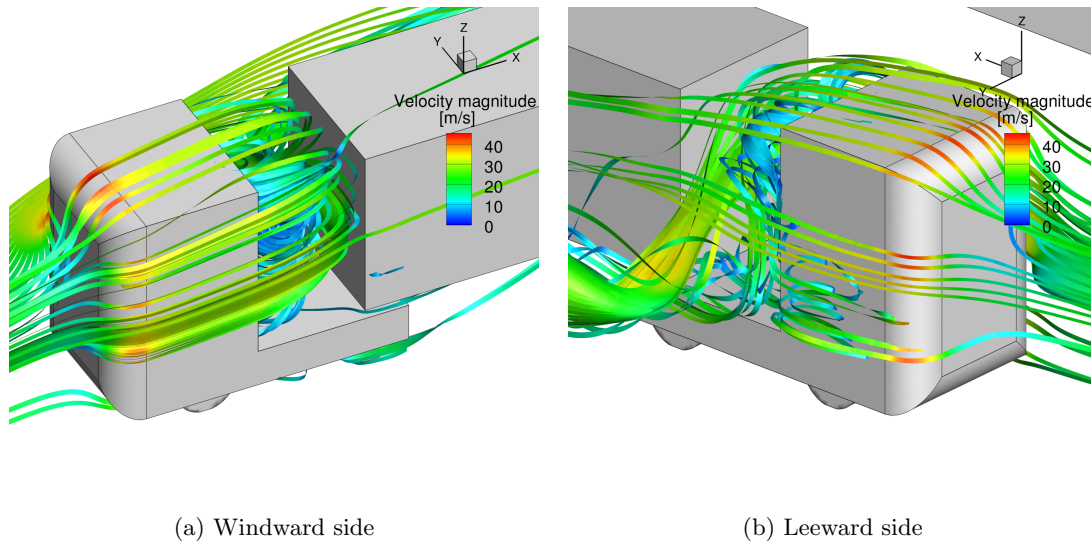 Z
Y
X
Velocity magnitude
[m/s]
40
30
20
10
0
Z
X
Y
Velocity magnitude
[m/s]
40
30
20
10
0
(a) Windward side
(b) Leeward side